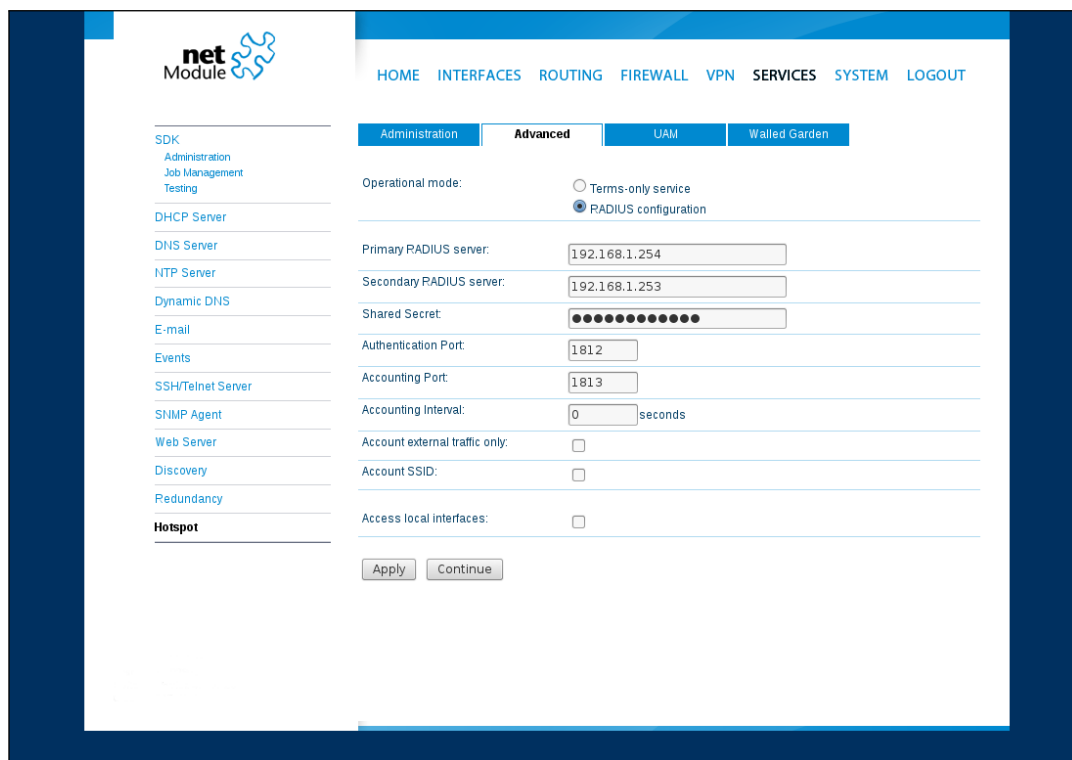 net
Module
HOME INTERFACES ROUTING FIREWALL VPN SERVICES SYSTEM LOGOUT
SDK
Administration
Job Management
Testing
DHCP Server
DNS Server
NTP Server
Dynamic DNS
E-mail
Events
SSH/Telnet Server
SNMP Agent
Web Server
Discovery
Redundancy
Hotspot
Administration Advanced UAM Walled Garden
Operational mode:
Terms-only service
RADIUS configuration
Primary RADIUS server: 192.168.1.254
Secondary RADIUS server: 192.168.1.253
Shared Secret: ●●●●●●●●●●●●
Authentication Port: 1812
Accounting Port: 1813
Accounting Interval: 0 seconds
Account external traffic only:
Account SSID:
Access local interfaces:
Apply Continue